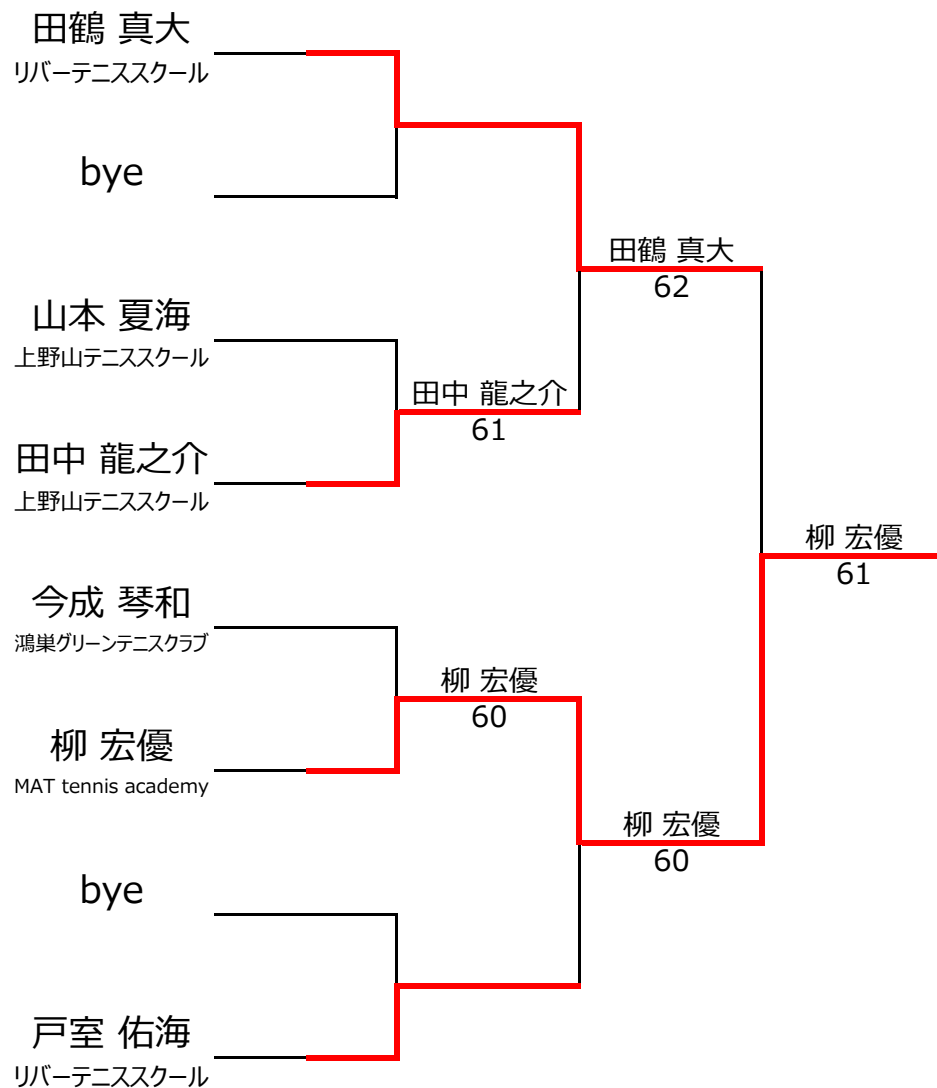 田鶴 真大
リバーテニススクール
bye
田鶴 真大
62
山本 夏海
上野山テニススクール
田中 龍之介
61
田中 龍之介
上野山テニススクール
柳 宏優
61
今成 琴和
鴻巣グリーンテニスクラブ
柳 宏優
60
柳 宏優
MAT tennis academy
柳 宏優
60
bye
戸室 佑海
リバーテニススクール